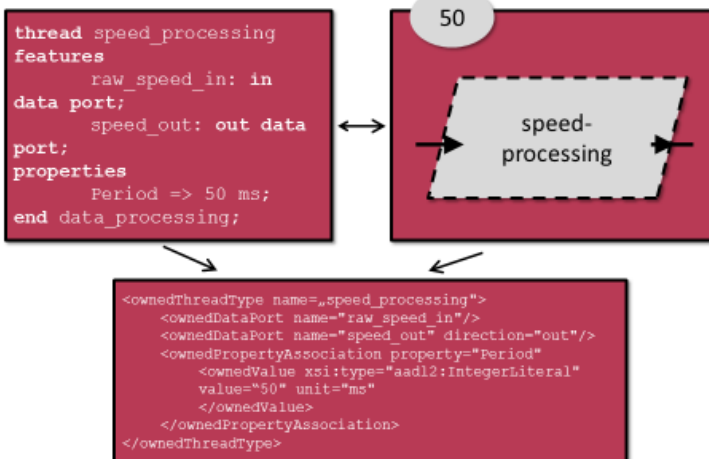 thread speed_processing
features
raw_speed_in: in
data port;
speed_out: out data
port;
properties
Period => 50 ms;
end data_processing;
50
speed-
processing
<ownedThreadType name=„speed_processing">
<ownedDataPort name="raw_speed_in"/>
<ownedDataPort name="speed_out" direction="out"/>
<ownedPropertyAssociation property="Period"
<ownedValue xsi:type="aadl2:IntegerLiteral"
value="50" unit="ms"
</ownedValue>
</ownedPropertyAssociation>
</ownedThreadType>